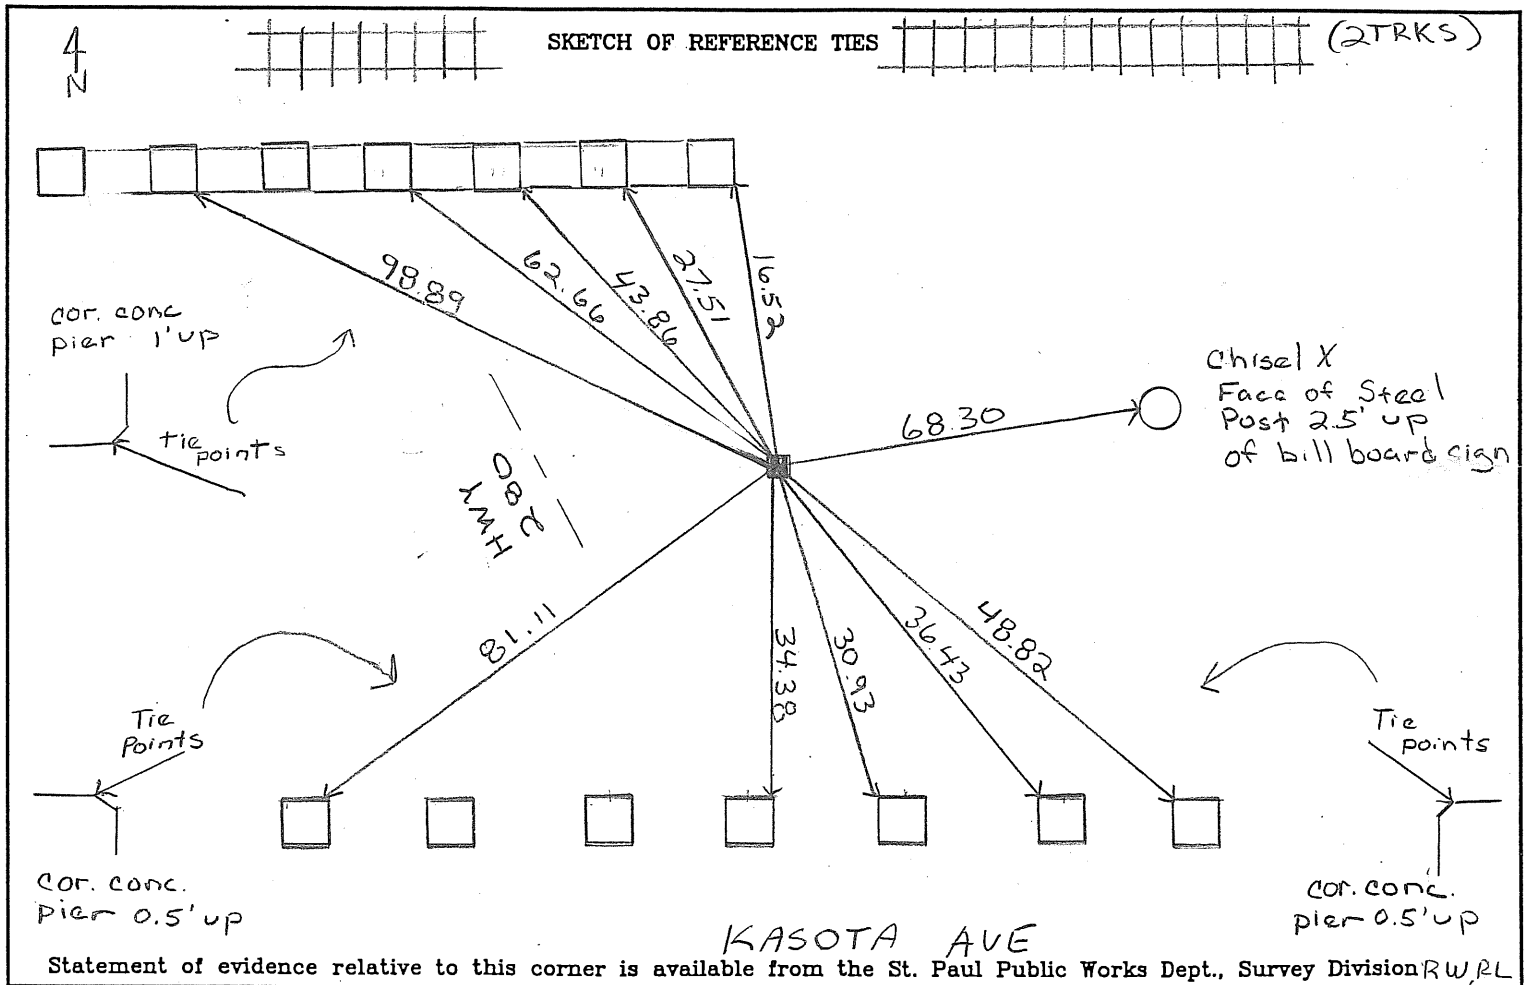 N
SKETCH OF REFERENCE TIES
(2TRKS)
98.89
62.66
43.86
27.51
16.52
cor. conc
pier 1'up
tie
points
HWY
280
68.30
Chisel X
Face of Steel
Post 2.5' up
of bill board sign
81.11
34.38
30.93
36.43
48.82
Tie
Points
Tie
points
cor. conc.
pier 0.5'up
cor. conc.
pier 0.5'up
KASOTA AVE
Statement of evidence relative to this corner is available from the St. Paul Public Works Dept., Survey Division RW, RL